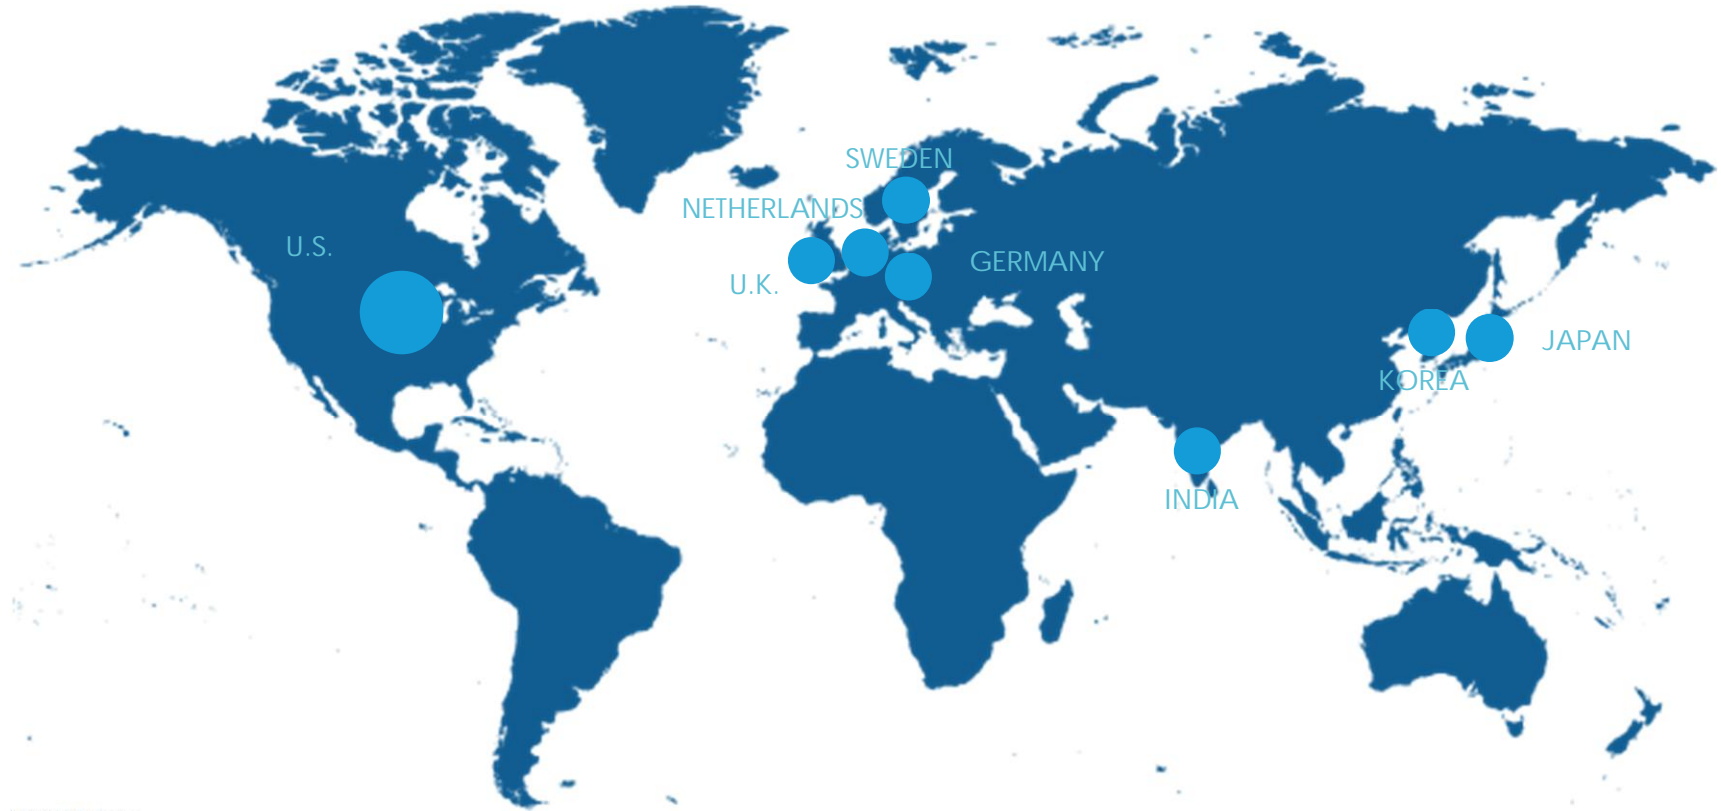 SWEDEN
NETHERLANDS
U.S.
GERMANY
U.K.
JAPAN
KOREA
INDIA